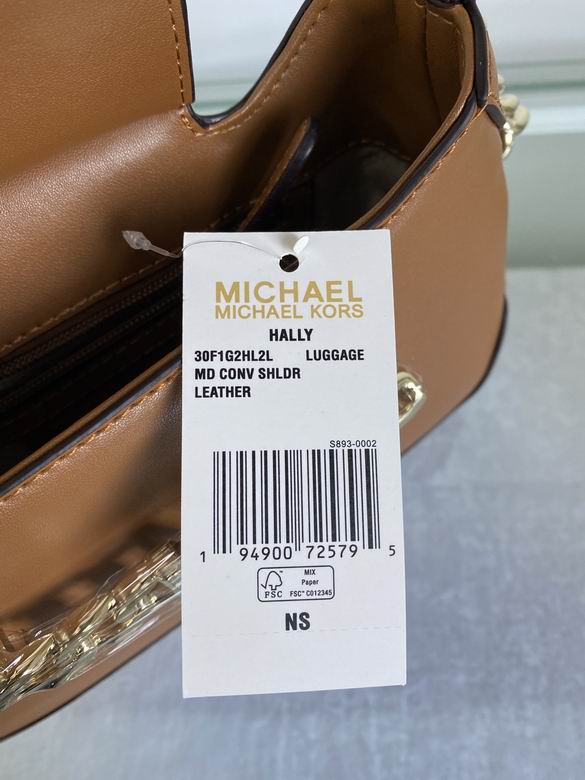 MICHAEL
MICHAEL KORS
HALLY
30F1G2HL2L LUGGAGE
MD CONV SHLDR
LEATHER
S893-0002
1 94900 72579 5
MIX
Paper
FSC™ C012345
FSC
NS